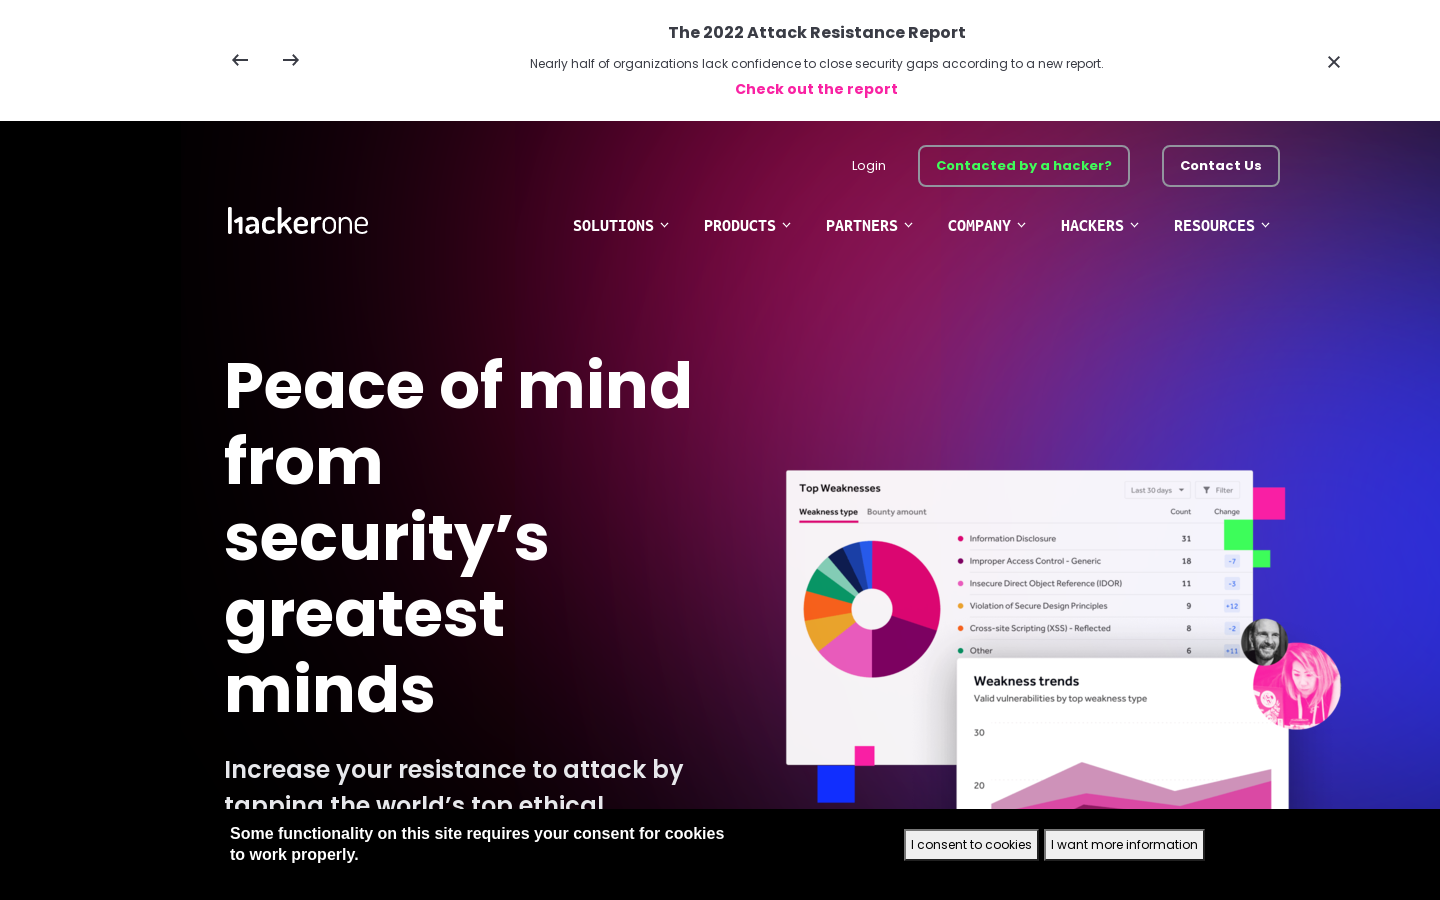 The 2022 Attack Resistance Report
Nearly half of organizations lack confidence to close security gaps according to a new report.
Check out the report
Login
Contacted by a hacker?
Contact Us
hackerone
SOLUTIONS
PRODUCTS
PARTNERS
COMPANY
HACKERS
RESOURCES
Peace of mind
from
security’s
greatest
minds
Increase your resistance to attack by
tapping the world’s top ethical
Top Weaknesses
Last 30 days
Filter
Weakness type Bounty amount Count Change
Information Disclosure 31
Improper Access Control - Generic 18 -7
Insecure Direct Object Reference (IDOR) 11 -3
Violation of Secure Design Principles 9 +12
Cross-site Scripting (XSS) - Reflected 8 -2
Other 6 +11
Weakness trends
Valid vulnerabilities by top weakness type
30
20
Some functionality on this site requires your consent for cookies
to work properly.
I consent to cookies
I want more information